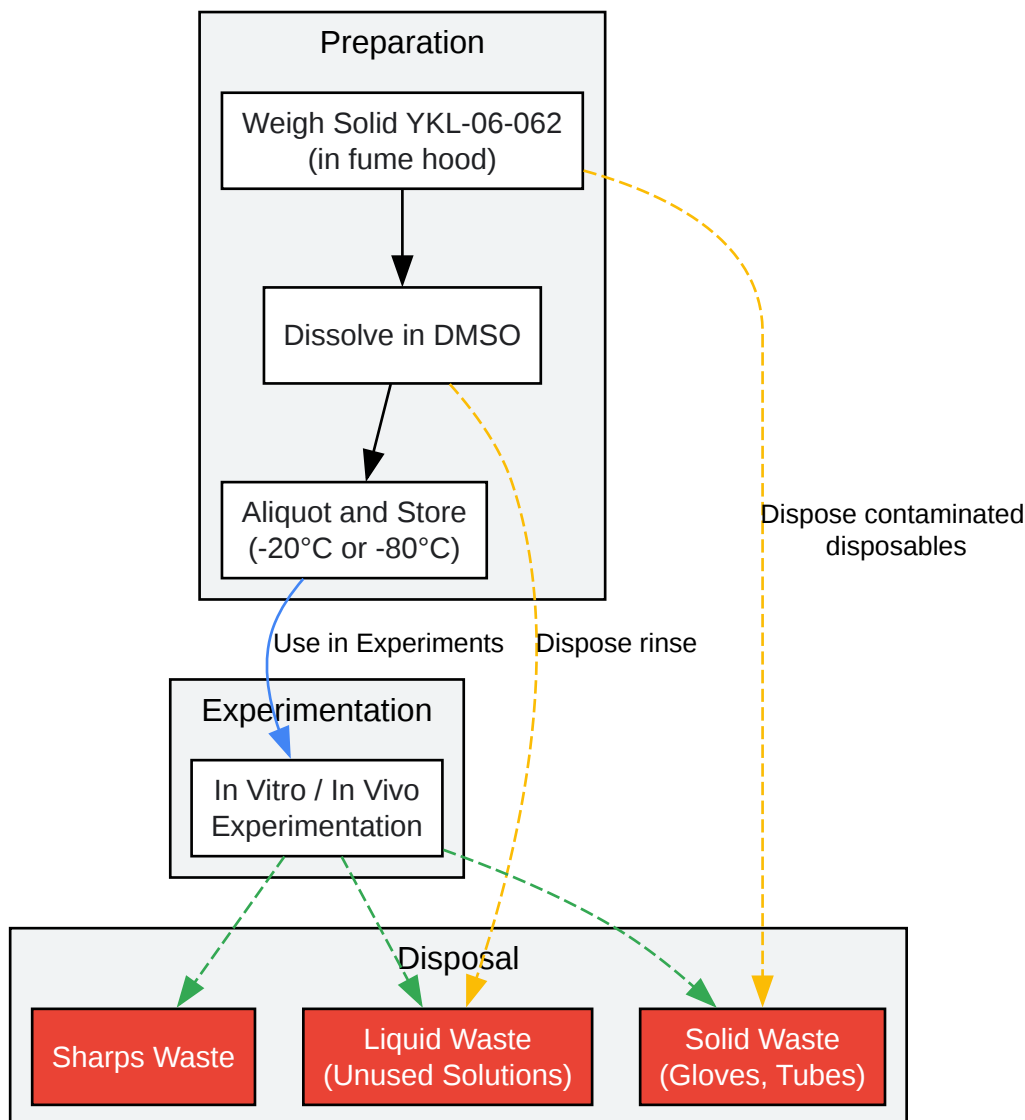 Preparation
Weigh Solid YKL-06-062
(in fume hood)
Dissolve in DMSO
Aliquot and Store
(-20°C or -80°C)
Dispose contaminated
disposables
Use in Experiments
Dispose rinse
Experimentation
In Vitro / In Vivo
Experimentation
Disposal
Sharps Waste
Liquid Waste
(Unused Solutions)
Solid Waste
(Gloves, Tubes)